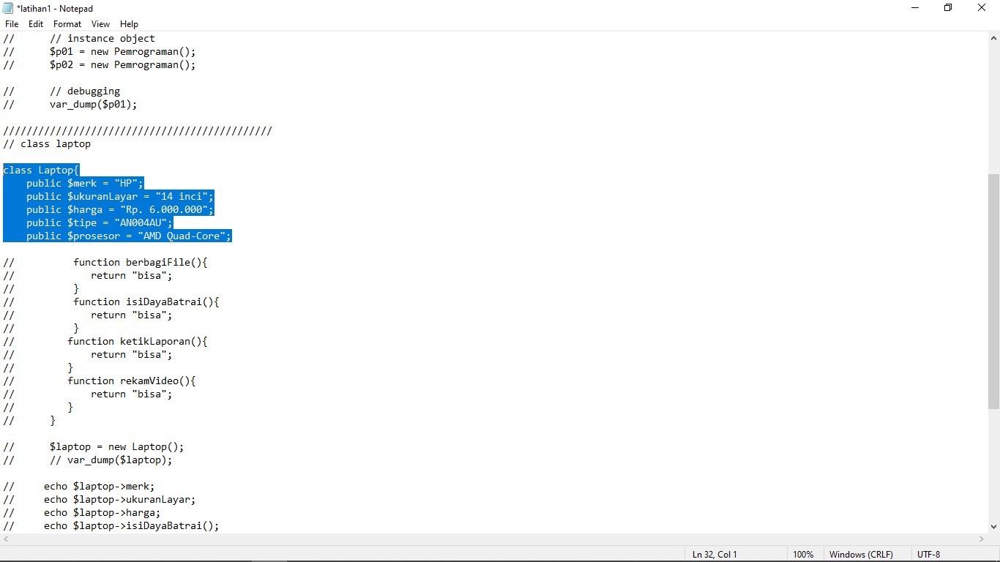 *latihan1 - Notepad
File Edit Format View Help
//      // instance object
//      $p01 = new Pemrograman();
//      $p02 = new Pemrograman();
//      // debugging
//      var_dump($p01);
//////////////////////////////////////////////
// class laptop
class Laptop{
    public $merk = "HP";
    public $ukuranLayar = "14 inci";
    public $harga = "Rp. 6.000.000";
    public $tipe = "AN004AU";
    public $prosesor = "AMD Quad-Core";
//          function berbagiFile(){
//             return "bisa";
//          }
//          function isiDayaBatrai(){
//             return "bisa";
//          }
//         function ketikLaporan(){
//             return "bisa";
//         }
//         function rekamVideo(){
//             return "bisa";
//         }
//      }
//      $laptop = new Laptop();
//      // var_dump($laptop);
//     echo $laptop->merk;
//     echo $laptop->ukuranLayar;
//     echo $laptop->harga;
//     echo $laptop->isiDayaBatrai();
Ln 32, Col 1 100% Windows (CRLF) UTF-8